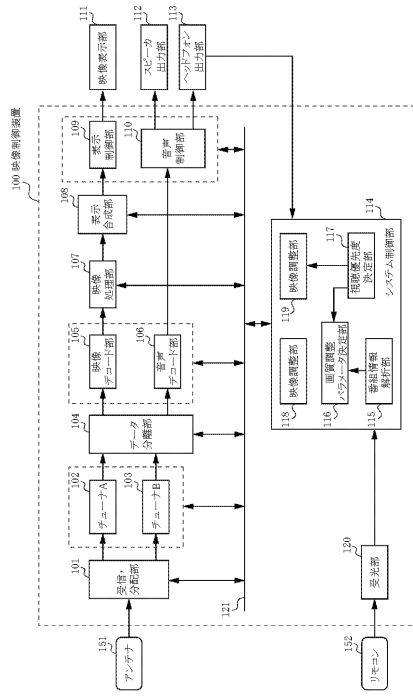 100 映像制御装置
151
アンテナ
101
受信・
分配部
102
チューナA
103
チューナB
104
データ
分離部
105
映像
デコード部
106
音声
デコード部
107
映像
処理部
108
表示
合成部
109
表示
制御部
110
音声
制御部
111
映像表示部
112
スピーカ
出力部
113
ヘッドフォン
出力部
121
152
リモコン
120
受光部
114
システム制御部
115
番組情報
解析部
116
画質調整
パラメータ決定部
117
視聴優先度
決定部
118
映像調整部
119
映像調整部